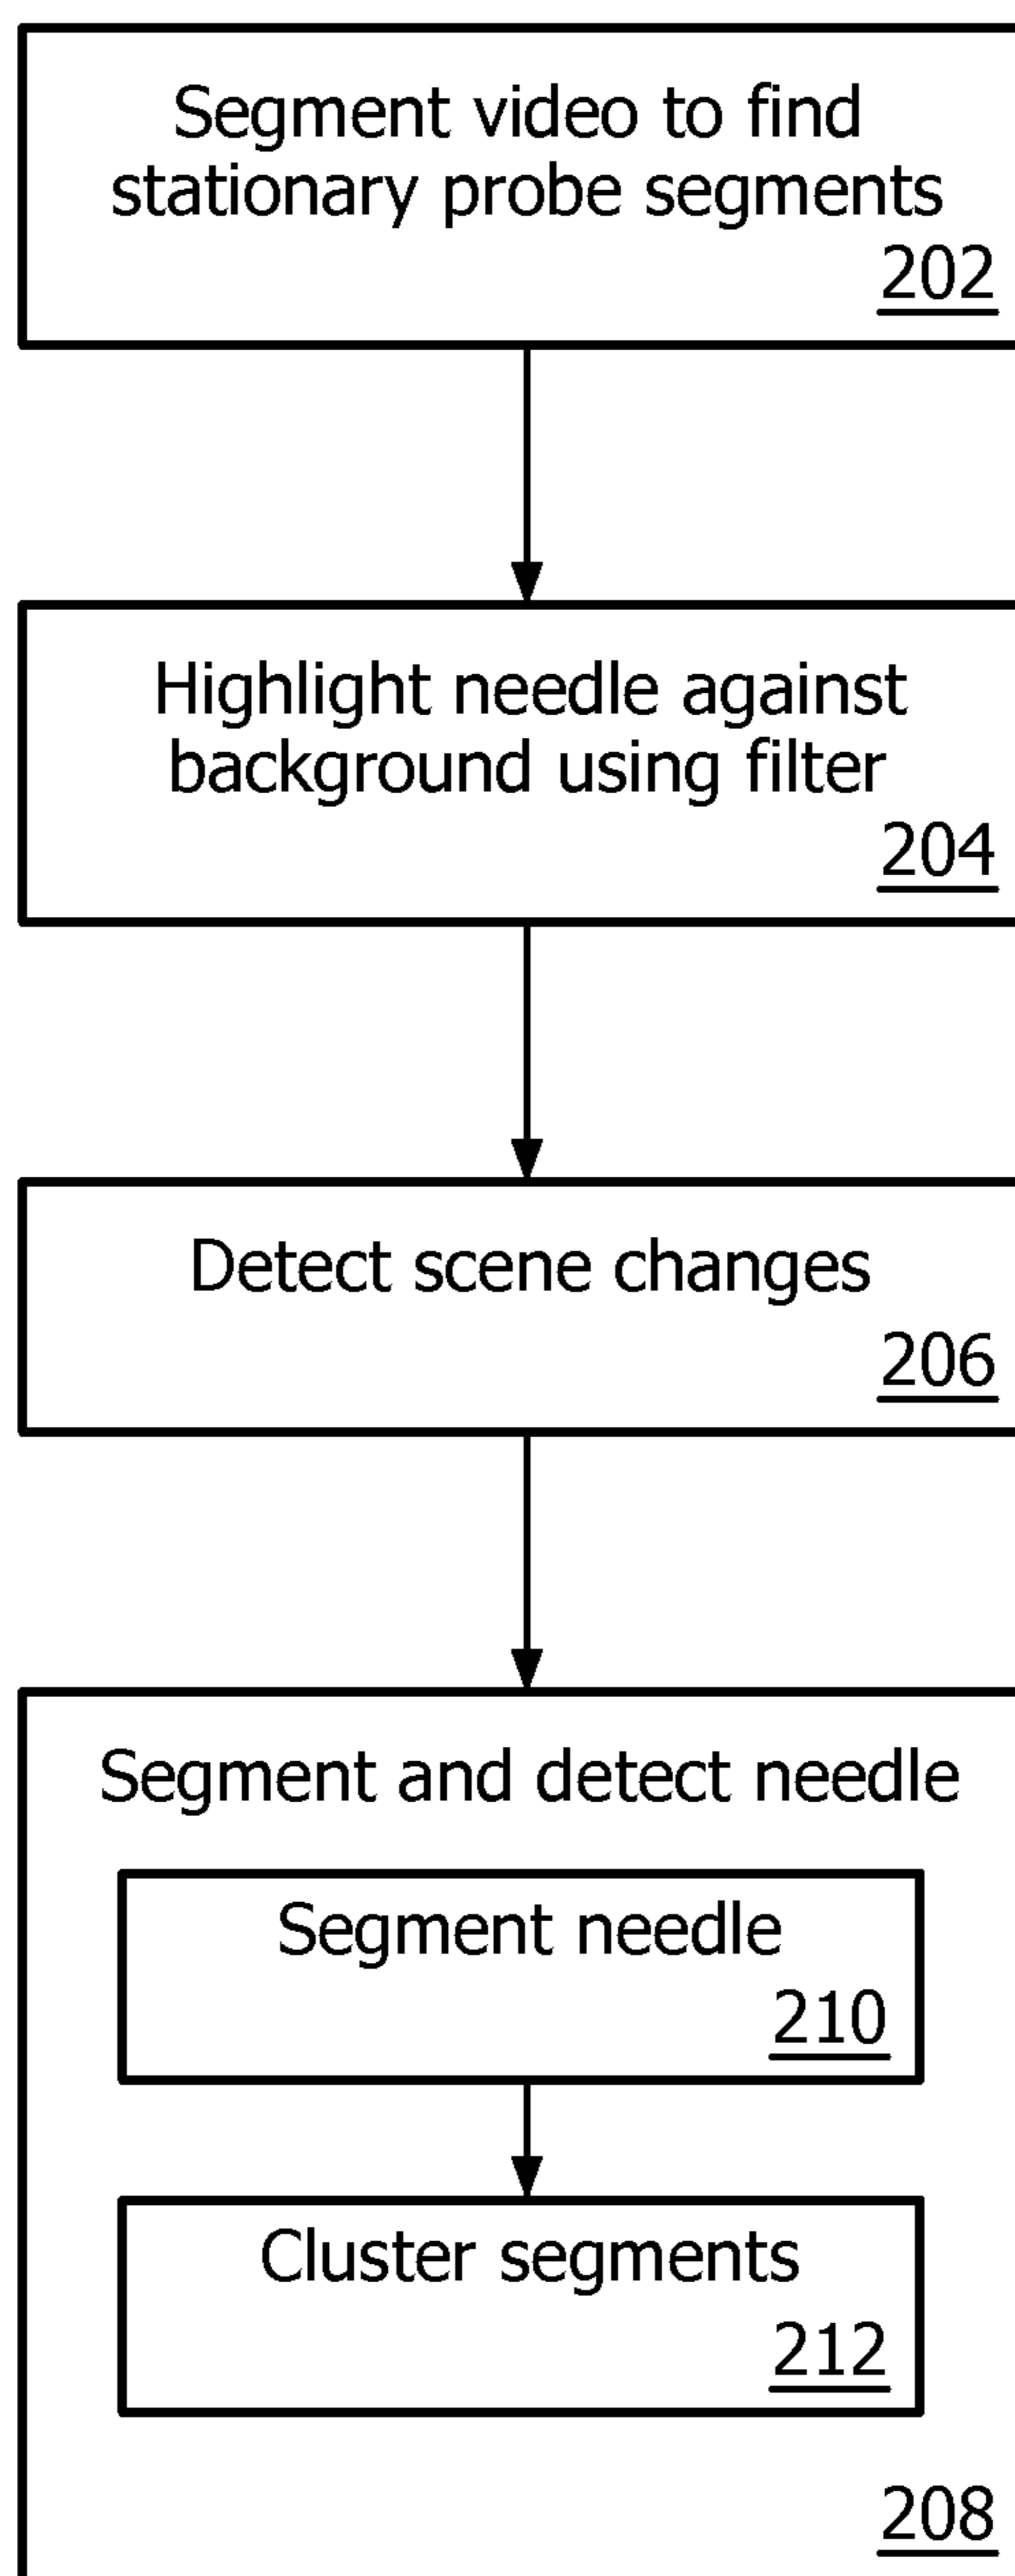 Segment video to find
stationary probe segments
202
Highlight needle against
background using filter
204
Detect scene changes
206
Segment and detect needle
Segment needle
210
Cluster segments
212
208